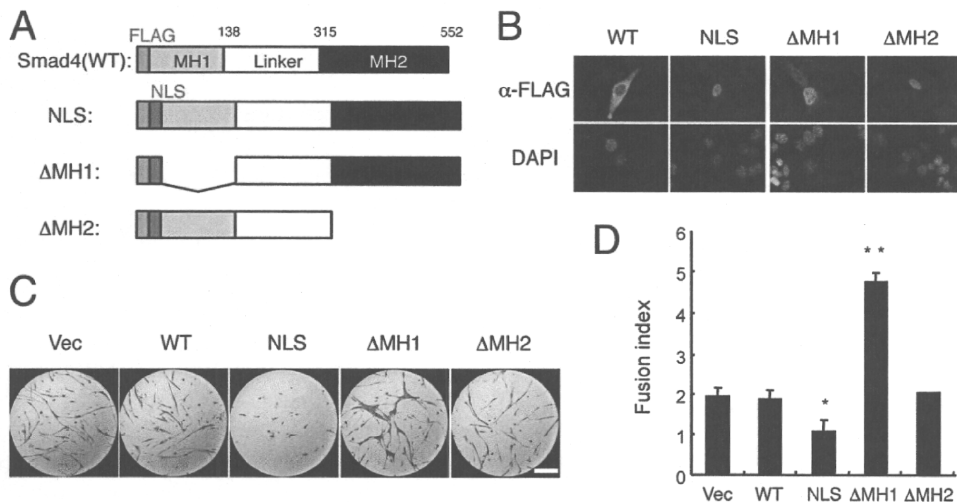 A
FLAG 138 315 552
Smad4(WT): MH1 Linker MH2
NLS
NLS:
ΔMH1:
ΔMH2:
B
WT NLS ΔMH1 ΔMH2
α-FLAG
DAPI
C
Vec WT NLS ΔMH1 ΔMH2
D
Fusion index
6
5
4
3
2
1
0
* **
Vec WT NLS ΔMH1 ΔMH2